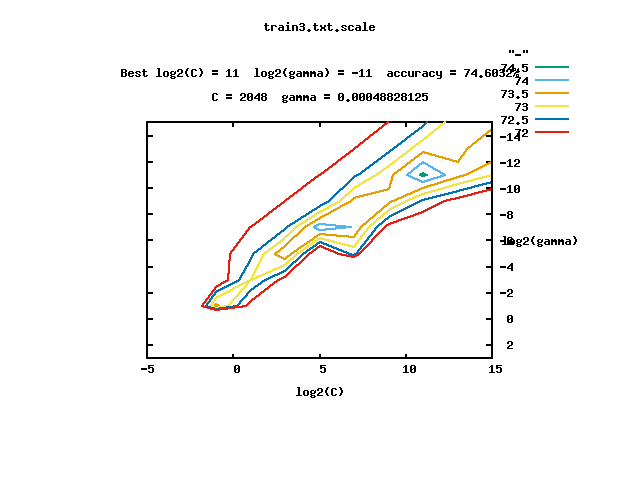 train3.txt.scale
"-"
Best log2(C) = 11 log2(gamma) = -11 accuracy = 74.6032%
74.5
74
C = 2048 gamma = 0.00048828125
73.5
73
72.5
72
-14
-12
-10
-8
-6
log2(gamma)
-4
-2
0
2
-5 0 5 10 15
log2(C)